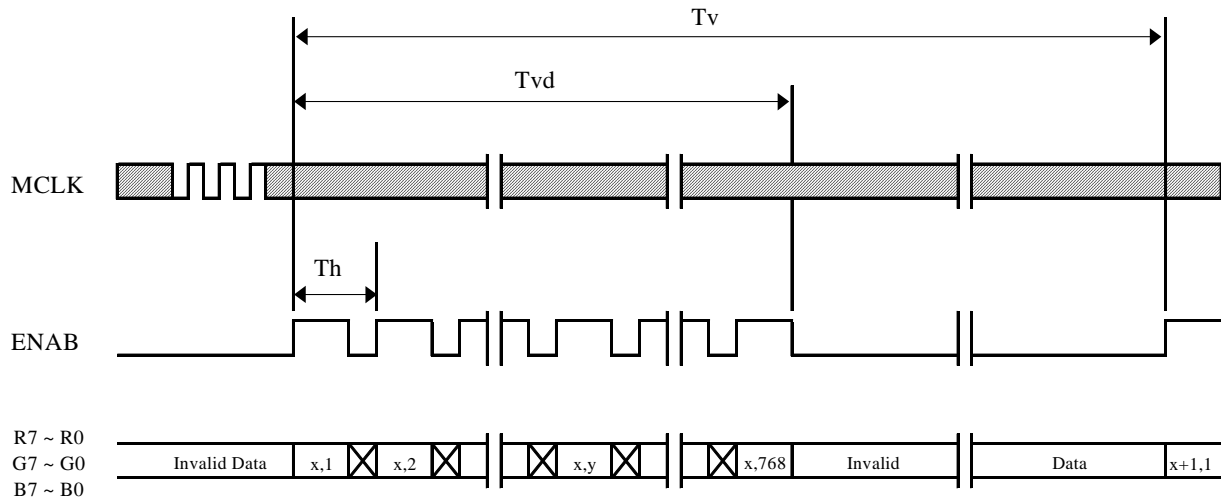 Tv
Tvd
MCLK
Th
ENAB
R7 ~ R0
G7 ~ G0
B7 ~ B0
Invalid Data x,1 x,2 x,y x,768 Invalid Data x+1,1